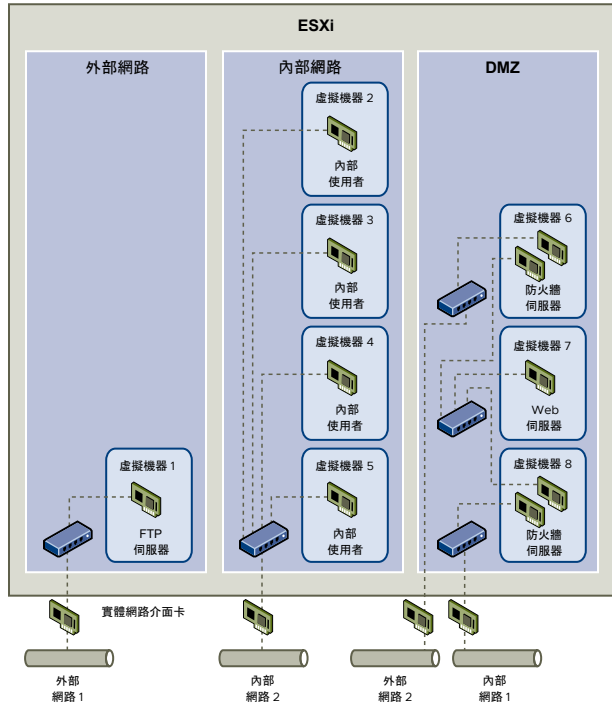 ESXi
外部網路
虛擬機器 1
FTP
伺服器
內部網路
虛擬機器 2
內部
使用者
虛擬機器 3
內部
使用者
虛擬機器 4
內部
使用者
虛擬機器 5
內部
使用者
DMZ
虛擬機器 6
防火牆
伺服器
虛擬機器 7
Web
伺服器
虛擬機器 8
防火牆
伺服器
實體網路介面卡
外部
網路 1
內部
網路 2
外部
網路 2
內部
網路 1